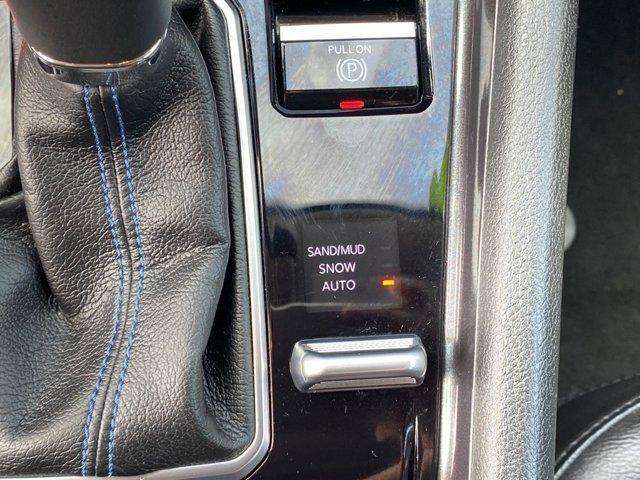 PULL ON
(P)
SAND/MUD
SNOW
AUTO